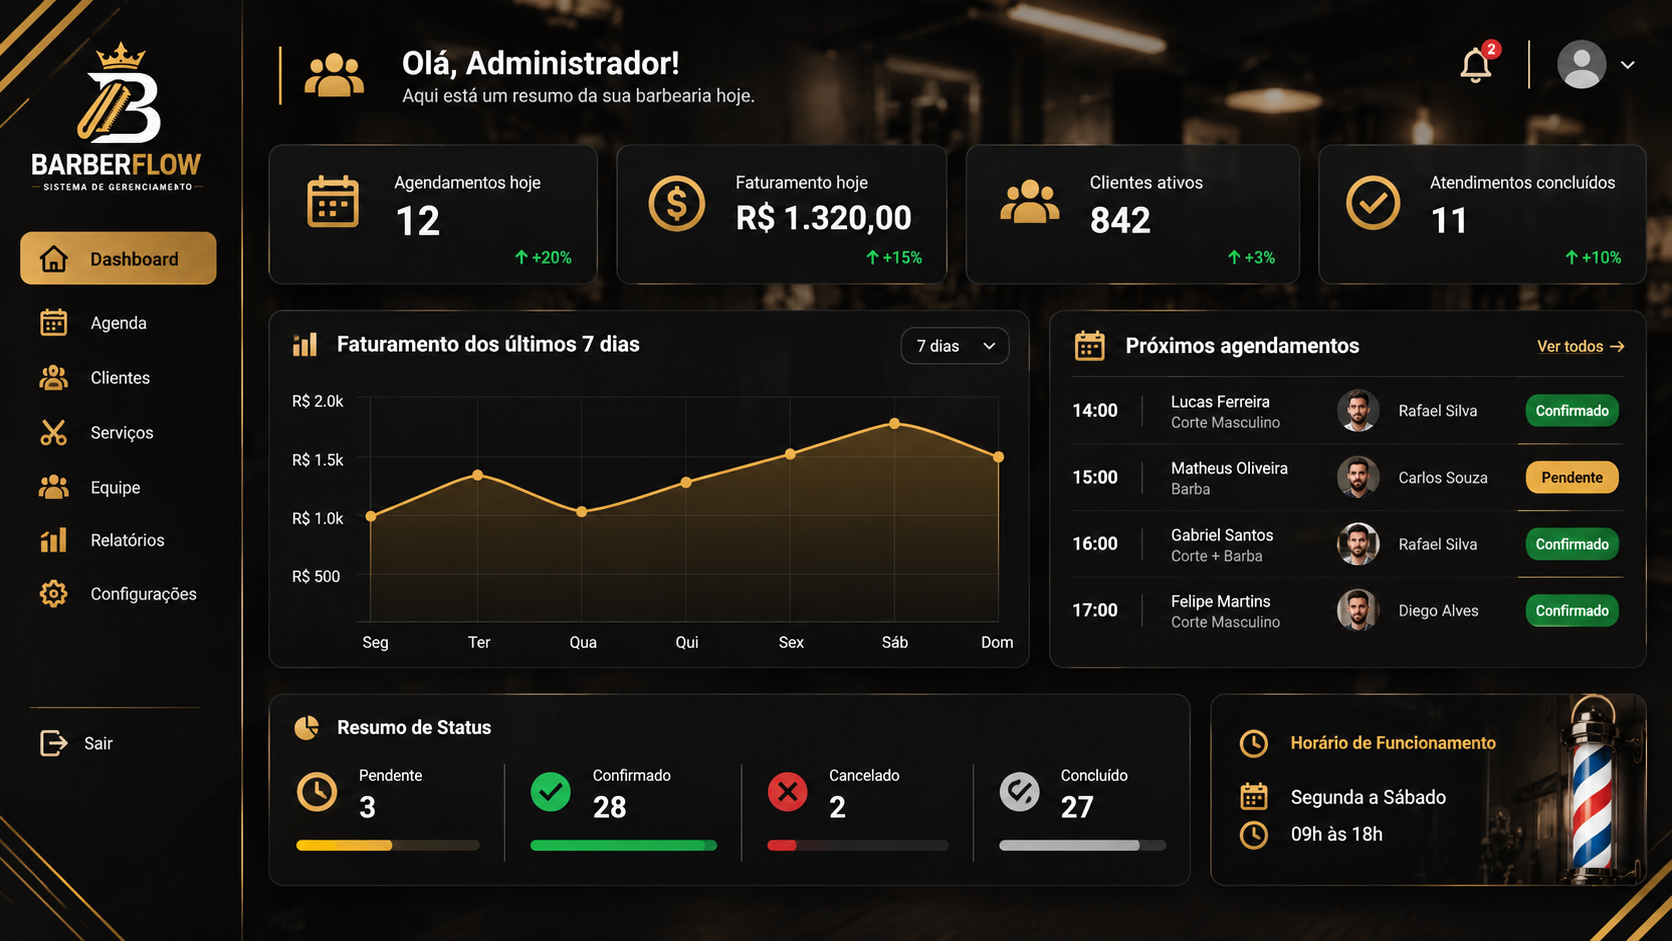 BARBERFLOW
SISTEMA DE GERENCIAMENTO
Dashboard
Agenda
Clientes
Serviços
Equipe
Relatórios
Configurações
Sair
Olá, Administrador!
Aqui está um resumo da sua barbearia hoje.
2
Agendamentos hoje
12
+20%
Faturamento hoje
R$ 1.320,00
+15%
Clientes ativos
842
+3%
Atendimentos concluídos
11
+10%
Faturamento dos últimos 7 dias
7 dias
R$ 2.0k
R$ 1.5k
R$ 1.0k
R$ 500
Seg Ter Qua Qui Sex Sáb Dom
Próximos agendamentos
Ver todos →
14:00
Lucas Ferreira
Corte Masculino
Rafael Silva
Confirmado
15:00
Matheus Oliveira
Barba
Carlos Souza
Pendente
16:00
Gabriel Santos
Corte + Barba
Rafael Silva
Confirmado
17:00
Felipe Martins
Corte Masculino
Diego Alves
Confirmado
Resumo de Status
Pendente
3
Confirmado
28
Cancelado
2
Concluído
27
Horário de Funcionamento
Segunda a Sábado
09h às 18h